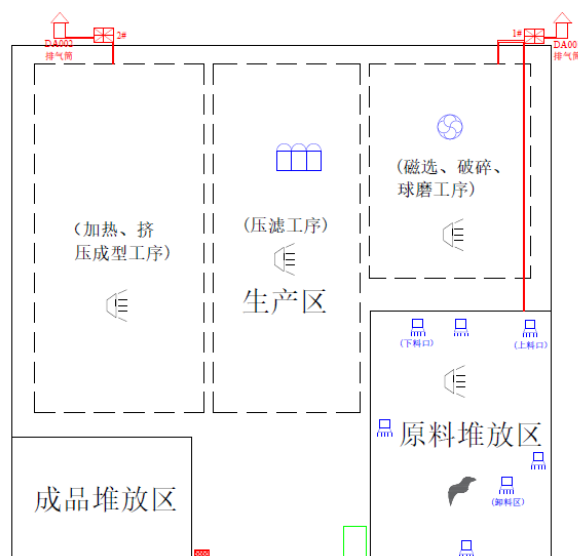 2#
1#
DA002
排气筒
DA00
排气筒
(磁选、破碎、
球磨工序)
(加热、挤
压成型工序)
(压滤工序)
生产区
(下料口)
(上料口)
原料堆放区
成品堆放区
(卸料区)